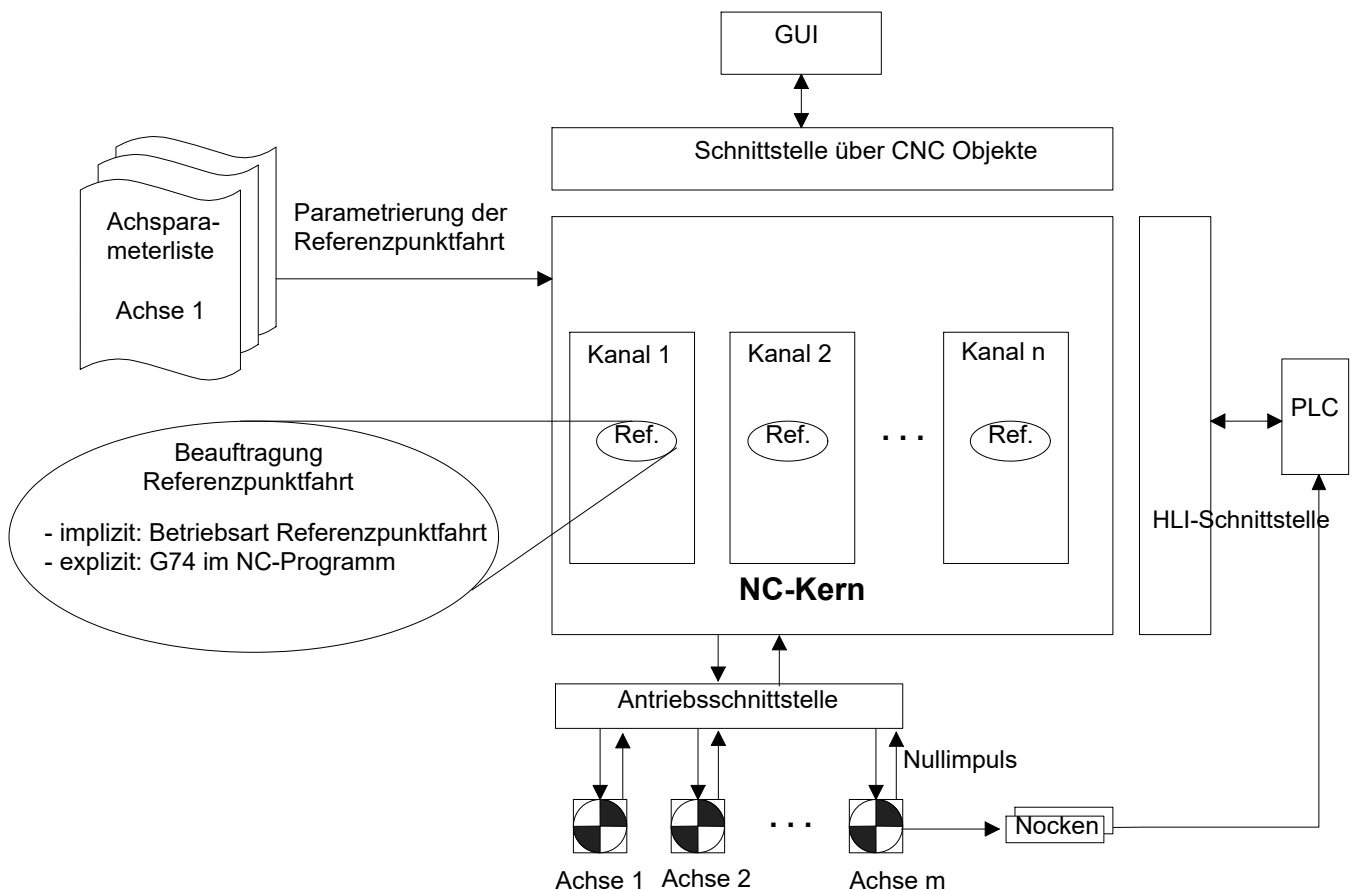 GUI
Schnittstelle über CNC Objekte
Achspara-
meterliste
Achse 1
Parametrierung der
Referenzpunktfahrt
Kanal 1
Kanal 2
Kanal n
Ref.
Ref.
. . .
Ref.
PLC
HLI-Schnittstelle
Beauftragung
Referenzpunktfahrt
- implizit: Betriebsart Referenzpunktfahrt
- explizit: G74 im NC-Programm
NC-Kern
Antriebsschnittstelle
Nullimpuls
. . .
Nocken
Achse 1
Achse 2
Achse m